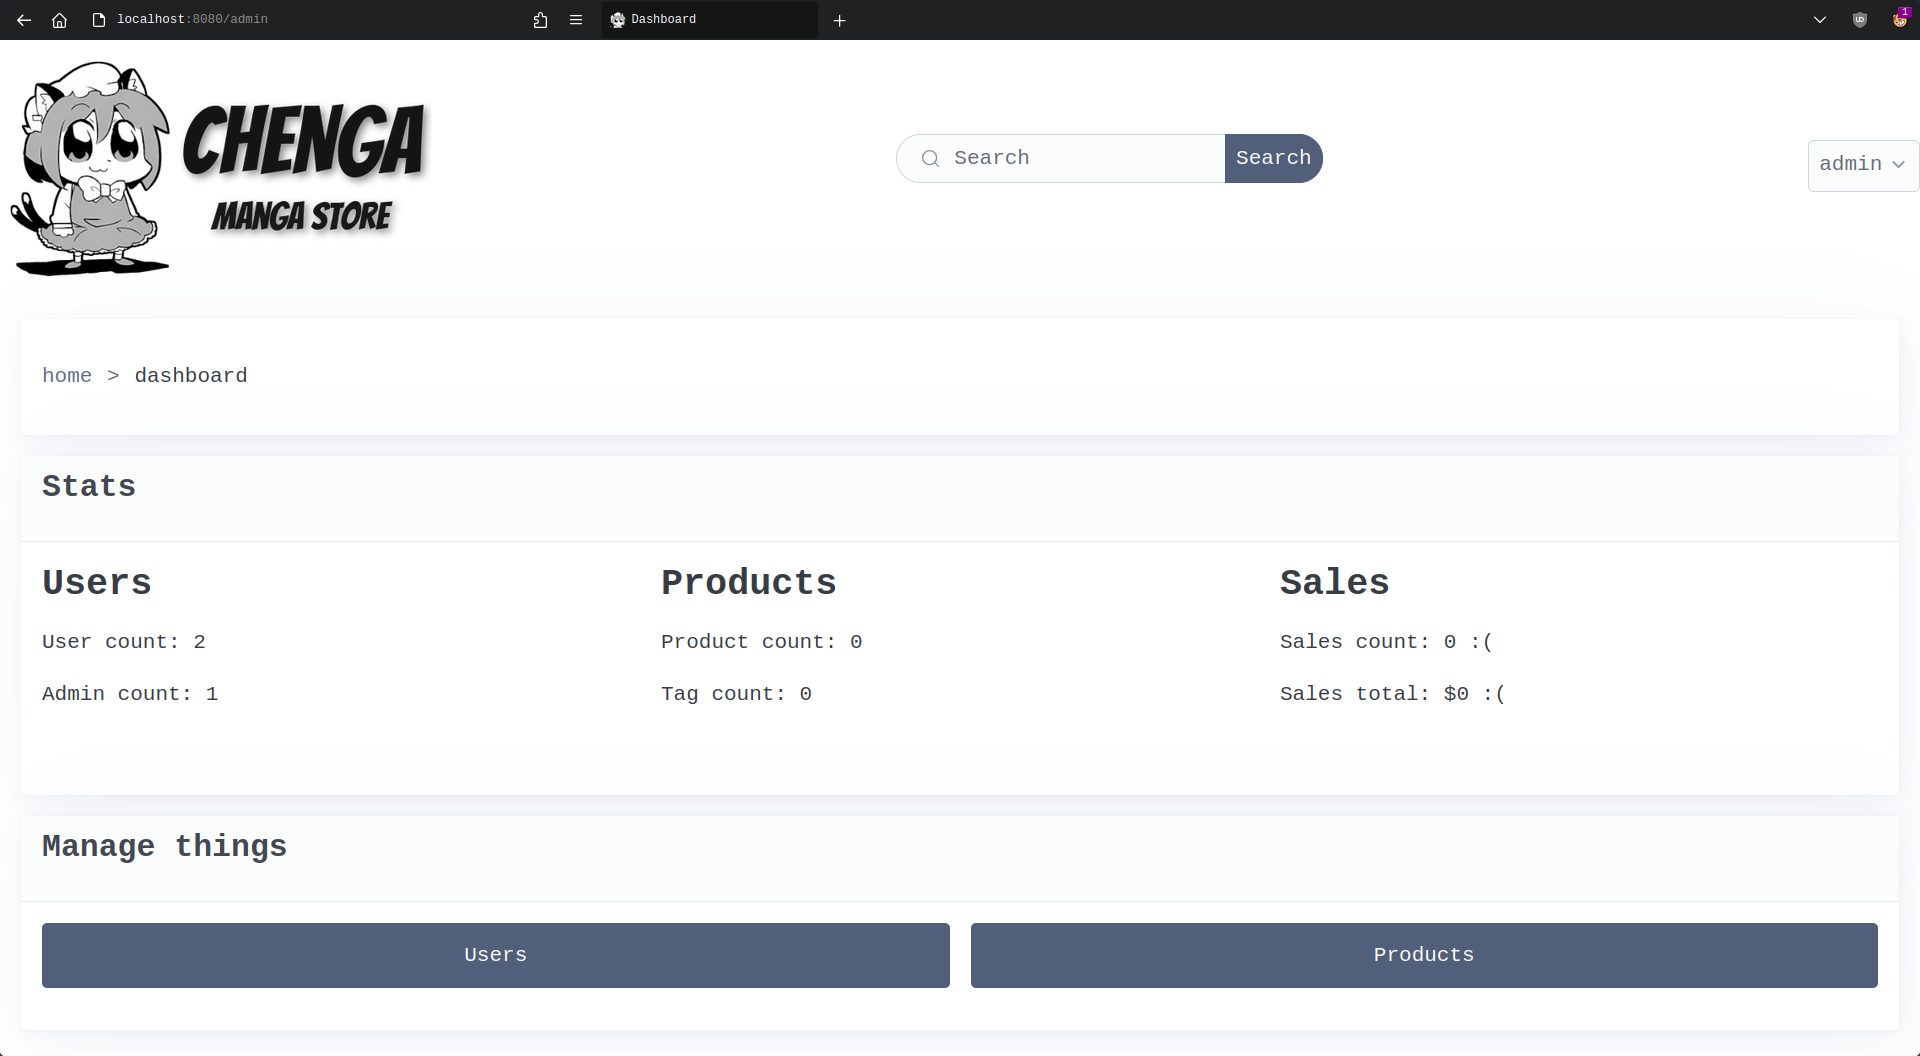 localhost:8080/admin
Dashboard
1
CHENGA
MANGA STORE
Search
Search
admin
home > dashboard
Stats
Users
Products
Sales
User count: 2
Product count: 0
Sales count: 0 :(
Admin count: 1
Tag count: 0
Sales total: $0 :(
Manage things
Users
Products